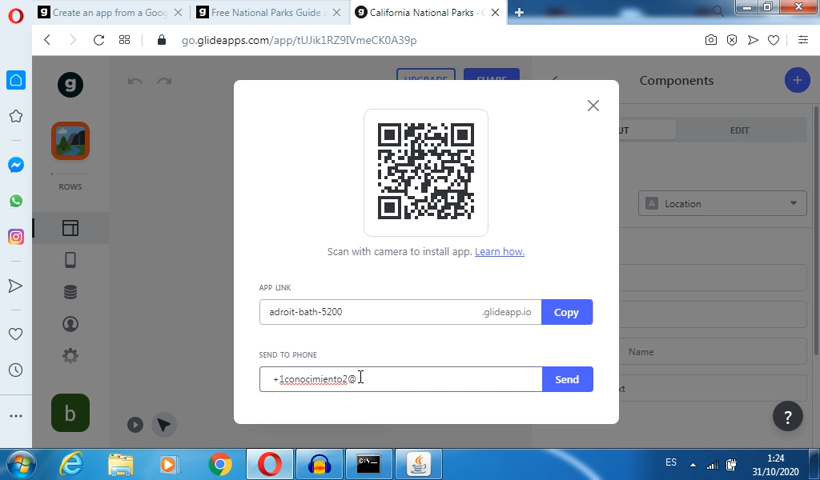 Create an app from a Goog
Free National Parks Guide
California National Parks - G
go.glideapps.com/app/tUJik1RZ9IVmeCK0A39p
UPGRADE
SHARE
Components
ROWS
UT
EDIT
A Location
Scan with camera to install app. Learn how.
APP LINK
adroit-bath-5200
.glideapp.io
Copy
Name
SEND TO PHONE
+1conocimiento2@
Send
xt
b
?
ES
1:24
31/10/2020